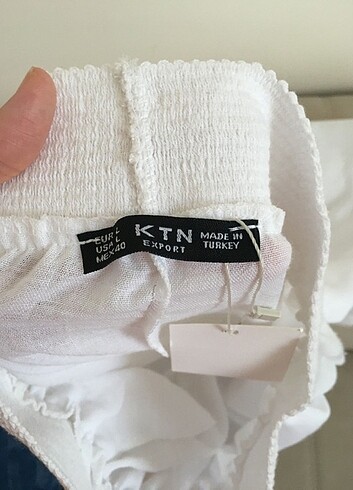 EUR L
USA L
MEX 40
KTN
EXPORT
MADE IN
TURKEY